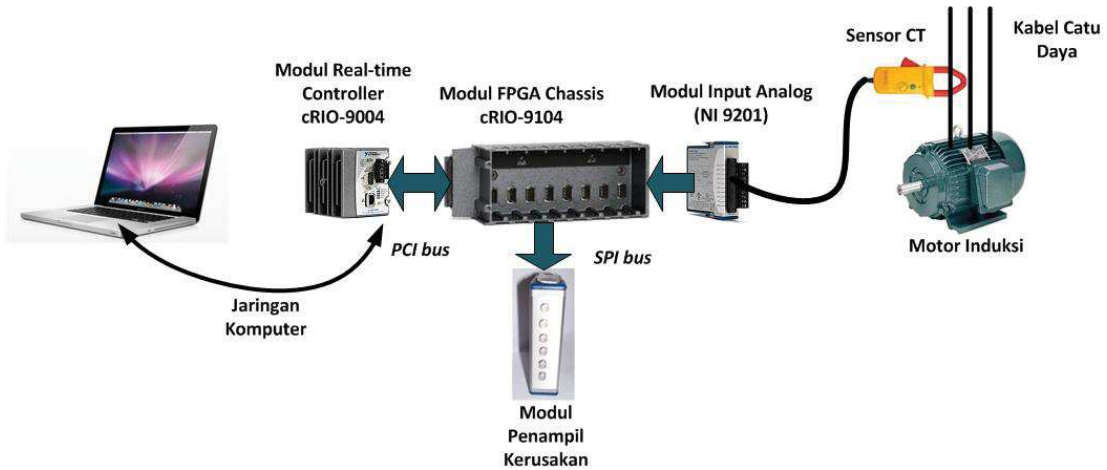 Sensor CT
Kabel Catu
Daya
Modul Real-time
Controller
cRIO-9004
Modul FPGA Chassis
cRIO-9104
Modul Input Analog
(NI 9201)
PCI bus
SPI bus
Motor Induksi
Jaringan
Komputer
Modul
Penampil
Kerusakan